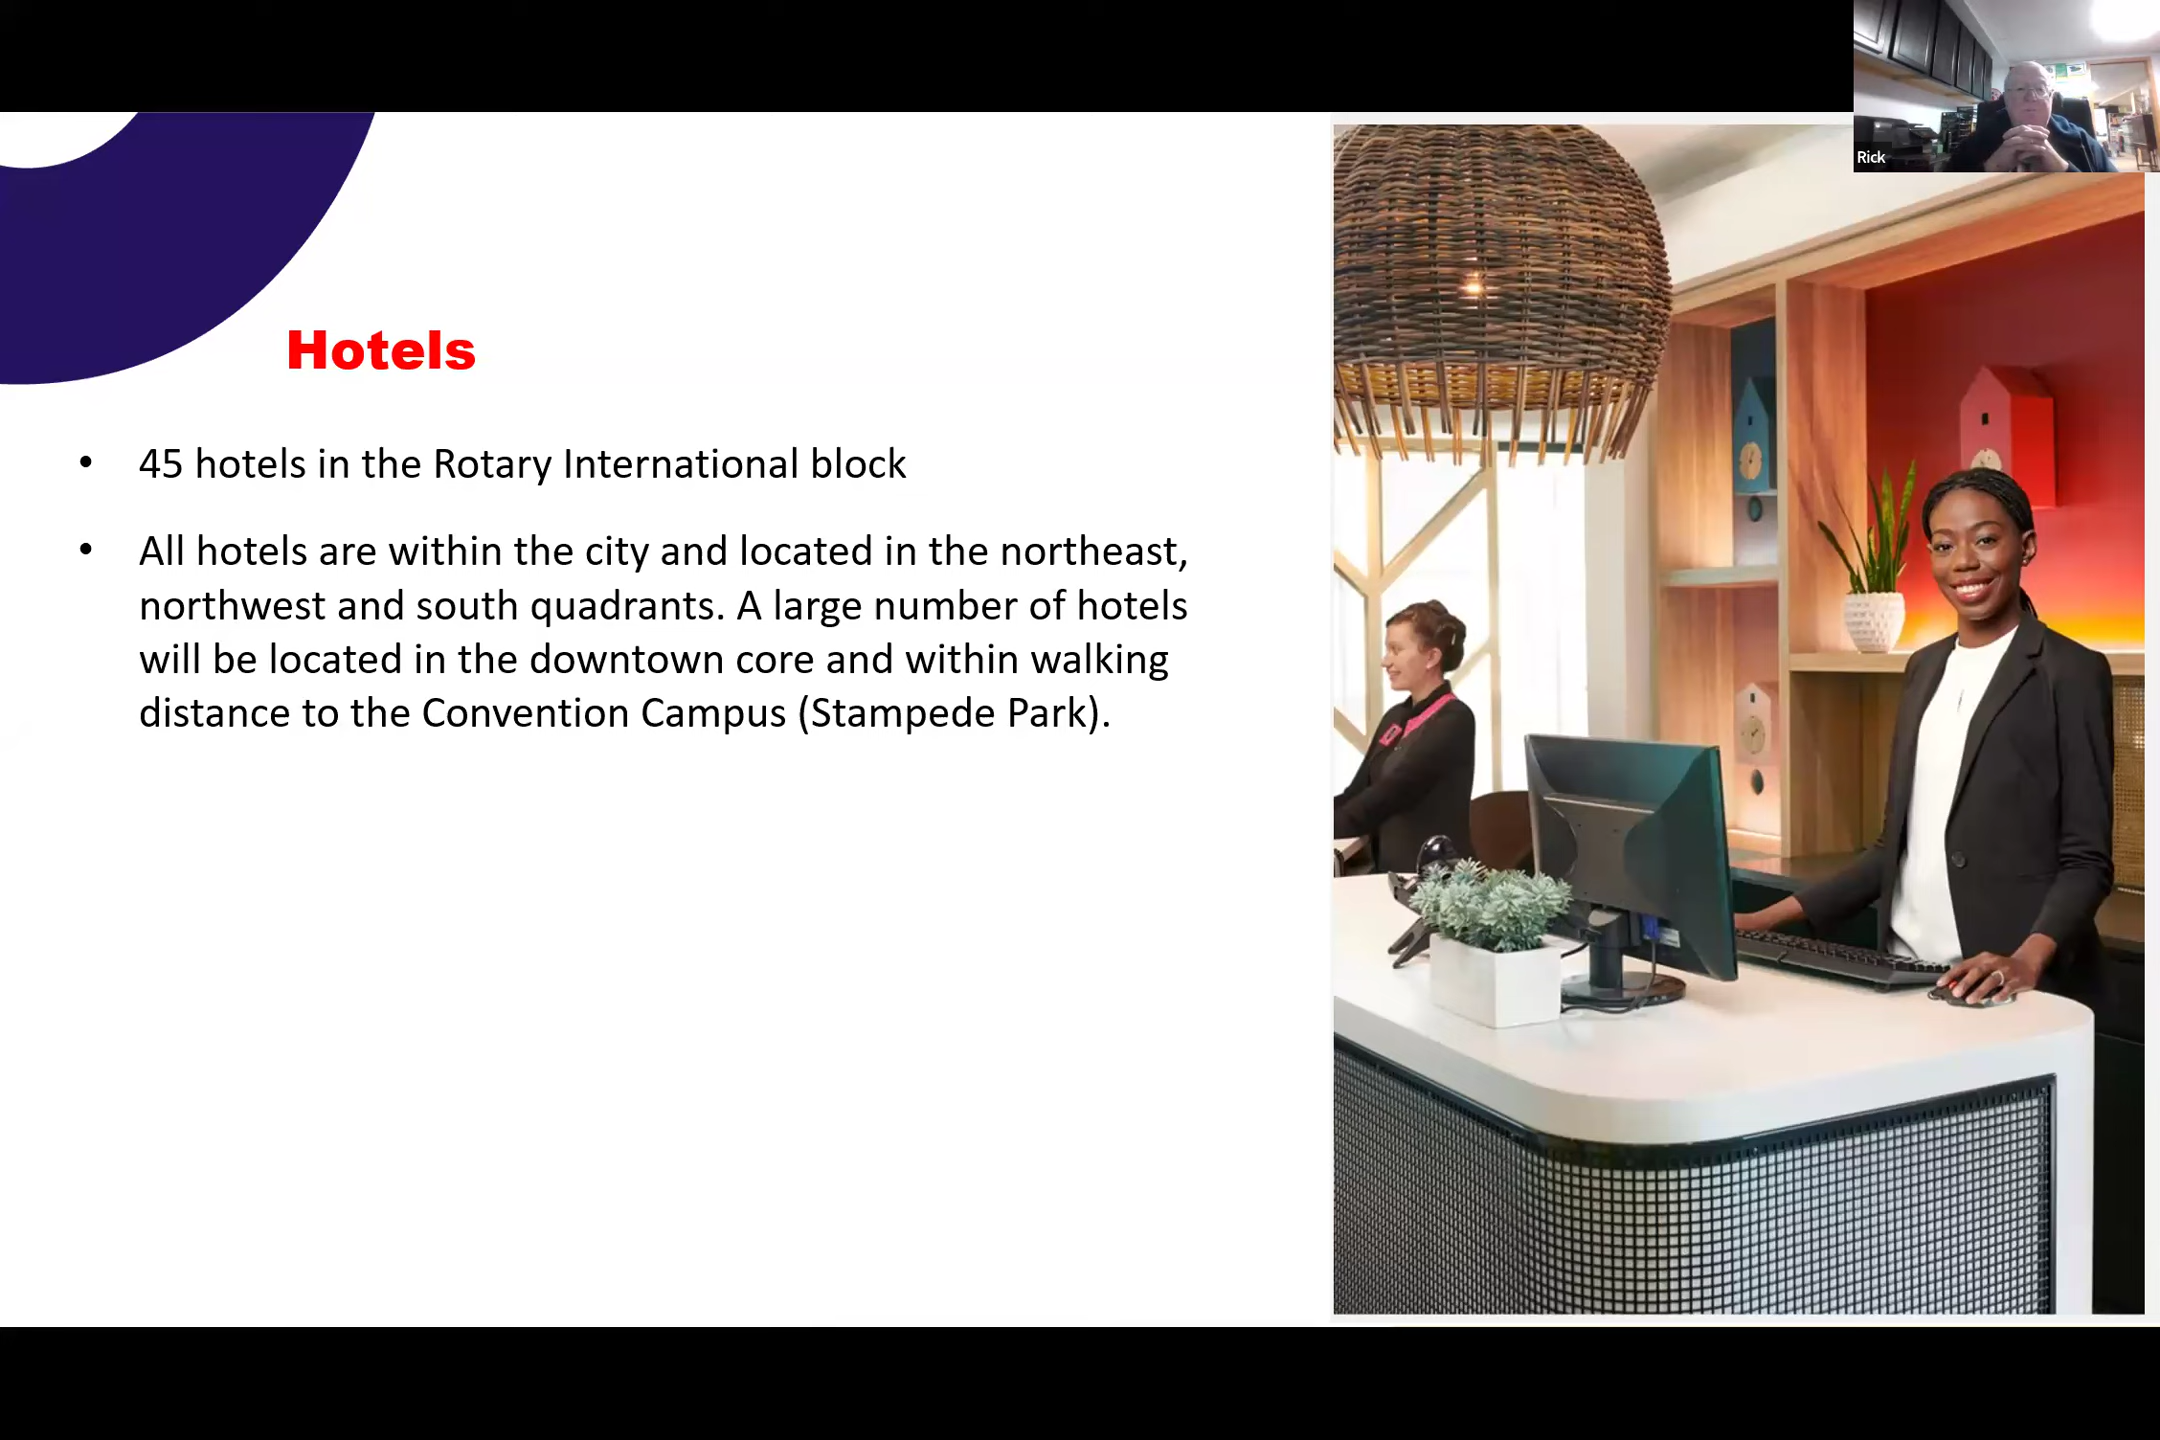 Rick
Hotels
• 45 hotels in the Rotary International block
• All hotels are within the city and located in the northeast,
northwest and south quadrants. A large number of hotels
will be located in the downtown core and within walking
distance to the Convention Campus (Stampede Park).